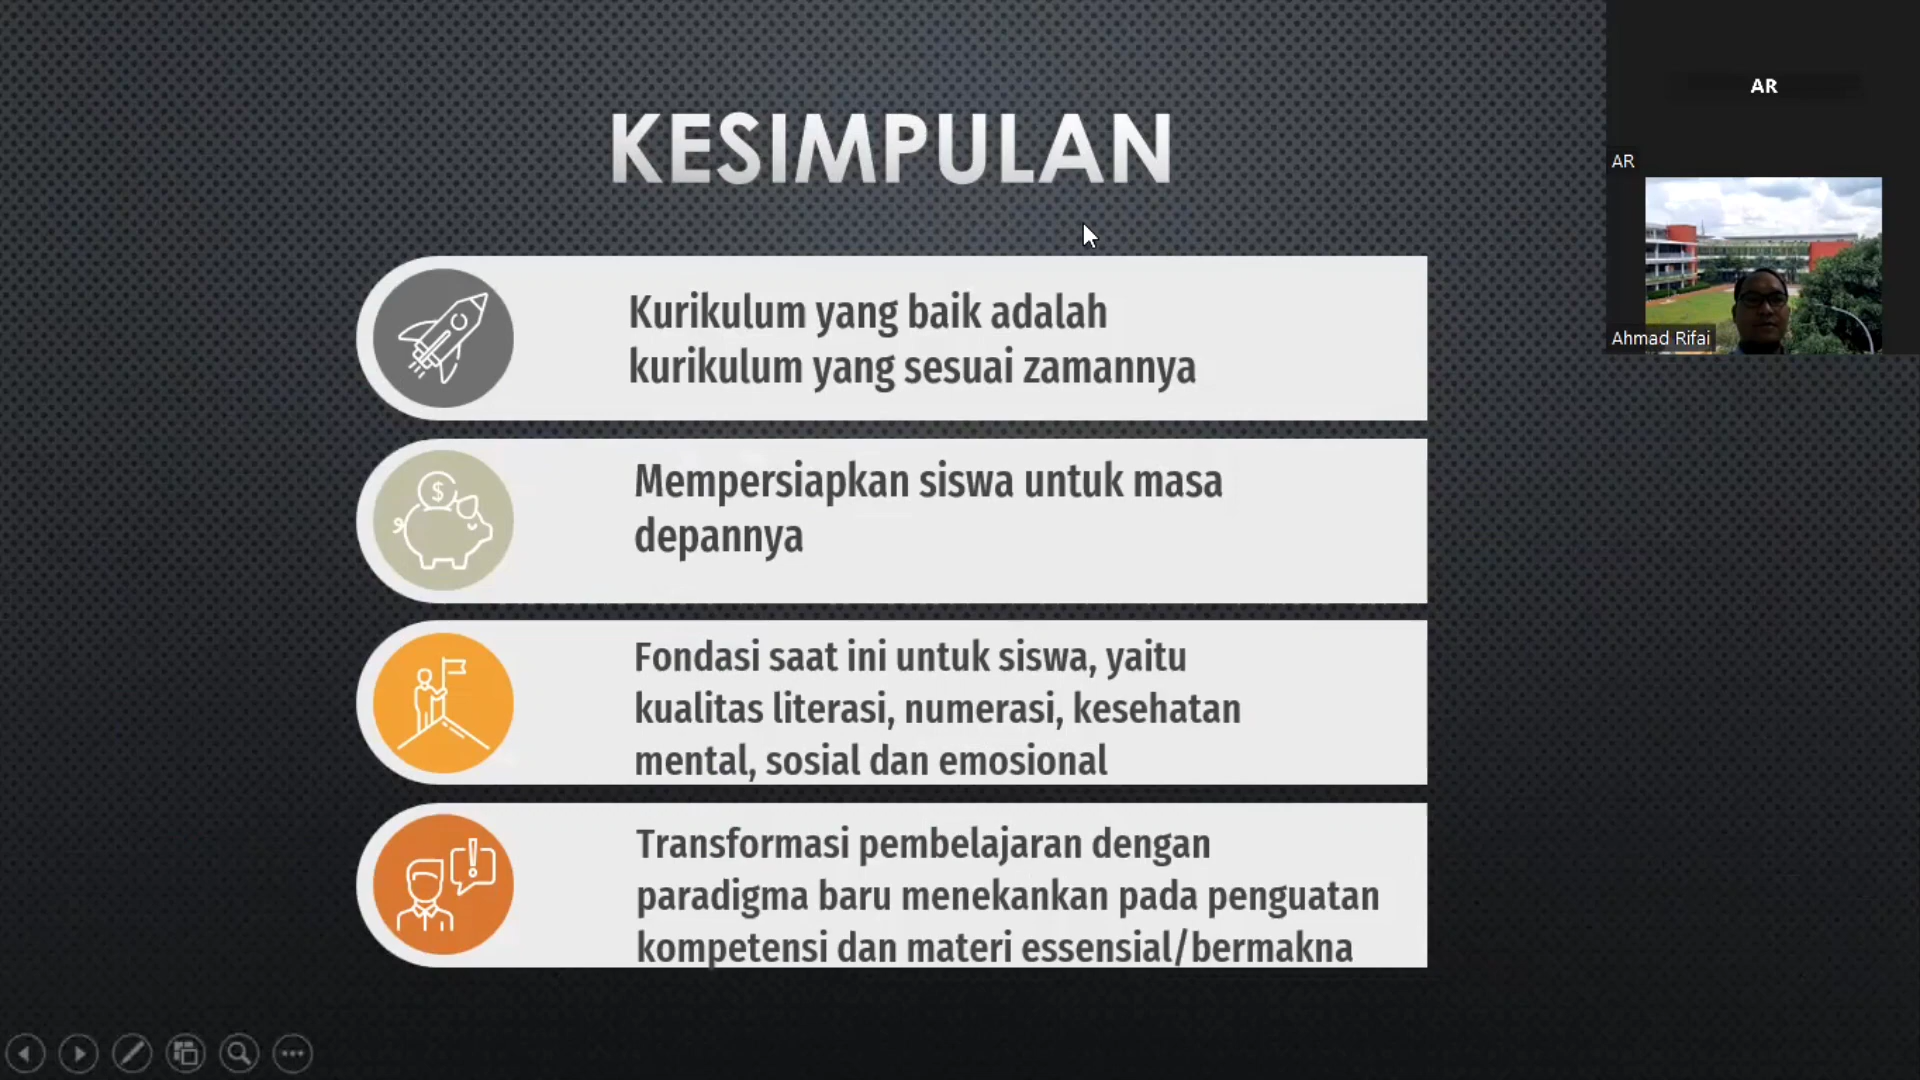 KESIMPULAN
Kurikulum yang baik adalah
kurikulum yang sesuai zamannya
Mempersiapkan siswa untuk masa
depannya
Fondasi saat ini untuk siswa, yaitu
kualitas literasi, numerasi, kesehatan
mental, sosial dan emosional
Transformasi pembelajaran dengan
paradigma baru menekankan pada penguatan
kompetensi dan materi essensial/bermakna
AR
AR
Ahmad Rifai